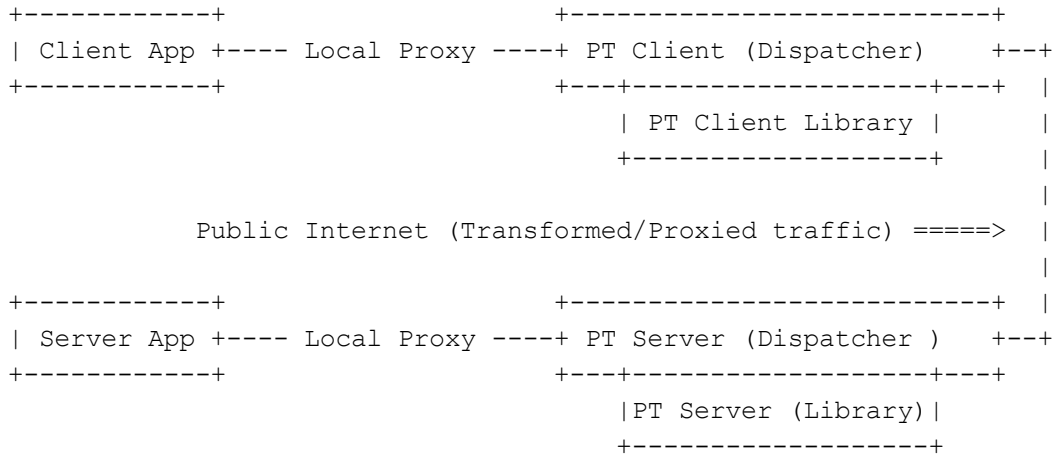 +------------+                     +---------------------------+
| Client App +---- Local Proxy ----+ PT Client (Dispatcher)    +--+
+------------+                     +---+-------------------+---+  |
                                       | PT Client Library |      |
                                       +-------------------+      |
                                                                  |
            Public Internet (Transformed/Proxied traffic) =====>  |
                                                                  |
+------------+                     +---------------------------+  |
| Server App +---- Local Proxy ----+ PT Server (Dispatcher )   +--+
+------------+                     +---+-------------------+---+
                                       |PT Server (Library)|
                                       +-------------------+